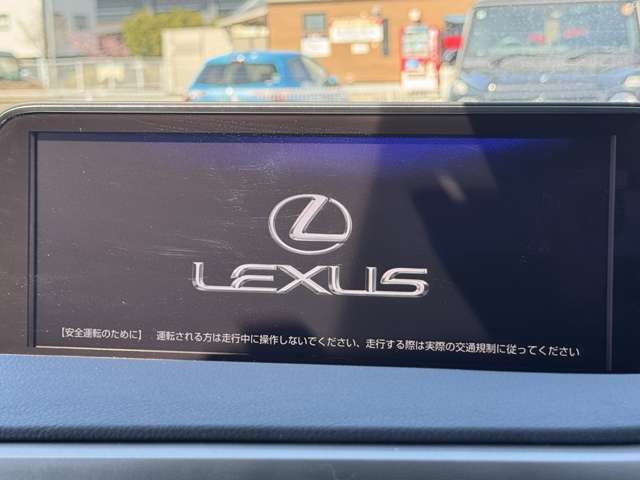 LEXUS
【安全運転のために】 運転される方は走行中に操作しないでください、走行する際は実際の交通規制に従ってください